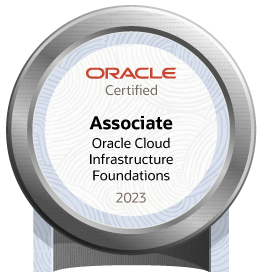 ORACLE
Certified
Associate
Oracle Cloud
Infrastructure
Foundations
2023